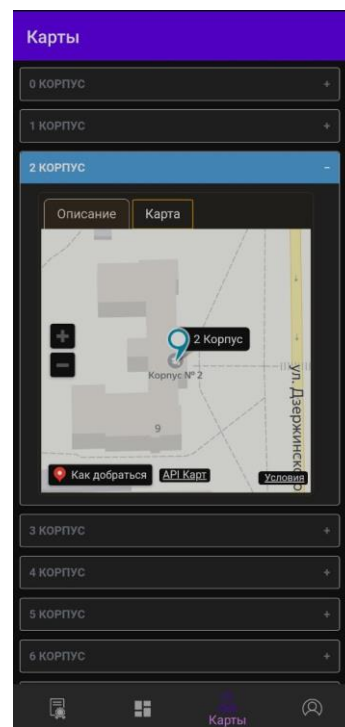 Карты
0 КОРПУС +
1 КОРПУС +
2 КОРПУС −
Описание Карта
+
2 Корпус
−
Корпус № 2
ул. Дзержинско
9
Как добраться API Карт Условия
3 КОРПУС +
4 КОРПУС +
5 КОРПУС +
6 КОРПУС +
Карты